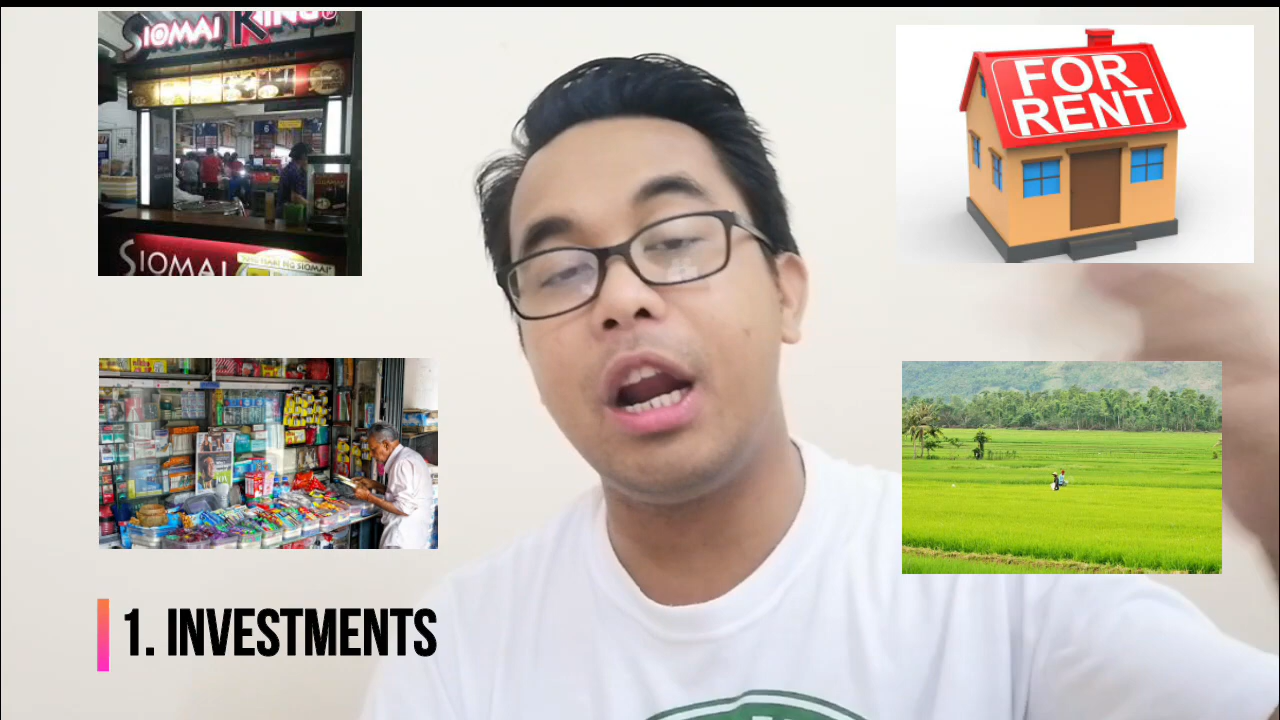 SIOMAI KING
SIOMAI
FOR
RENT
1. INVESTMENTS